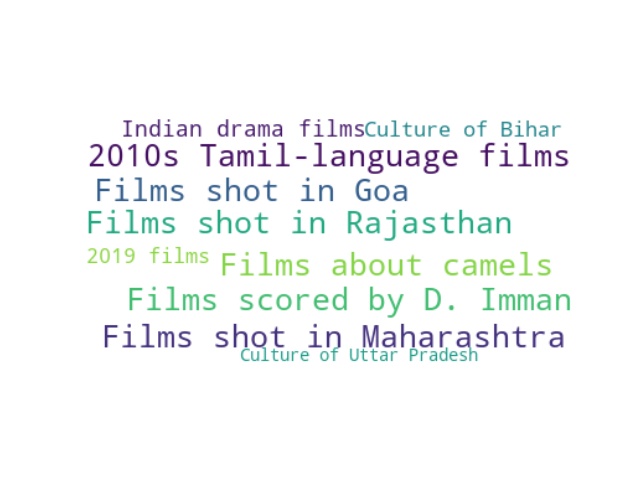 Indian drama films
Culture of Bihar
2010s Tamil-language films
Films shot in Goa
Films shot in Rajasthan
2019 films
Films about camels
Films scored by D. Imman
Films shot in Maharashtra
Culture of Uttar Pradesh